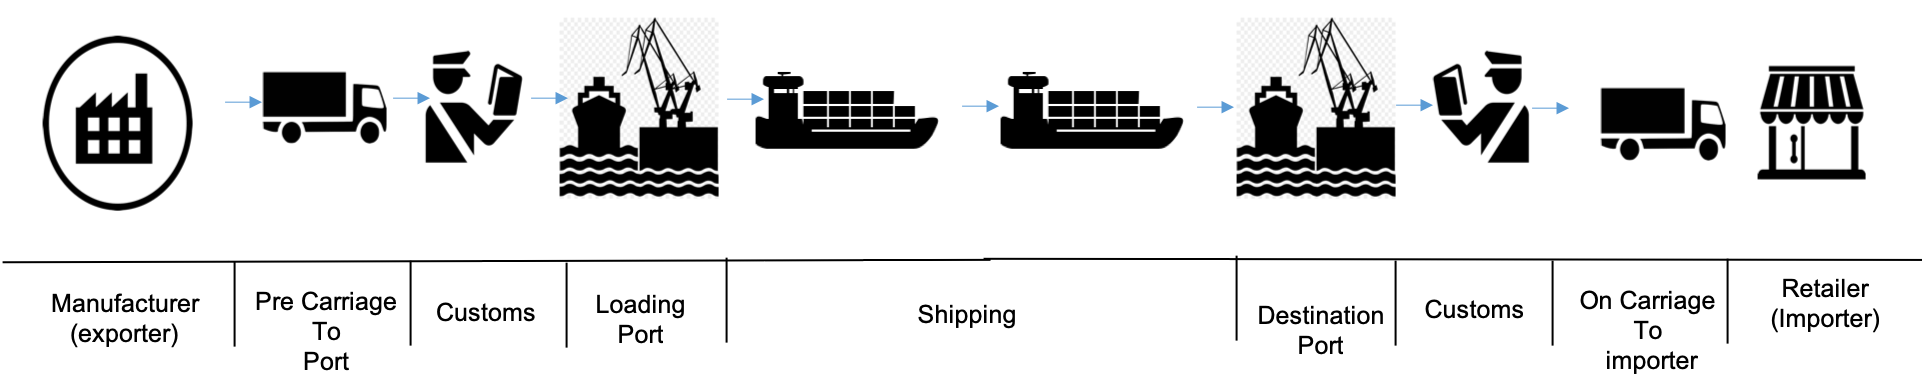 Manufacturer
(exporter)
Pre Carriage
To
Port
Customs
Loading
Port
Shipping
Destination
Port
Customs
On Carriage
To
importer
Retailer
(Importer)